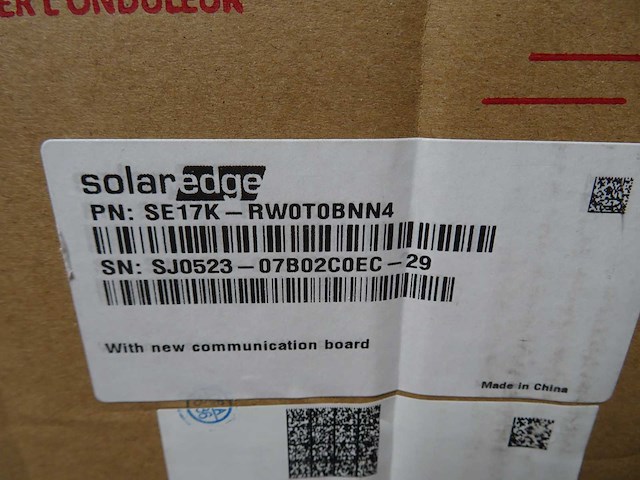 ER L'ONDULEUR
solaredge
PN: SE17K-RW0T0BNN4
SN: SJ0523-07B02C0EC-29
With new communication board
Made in China